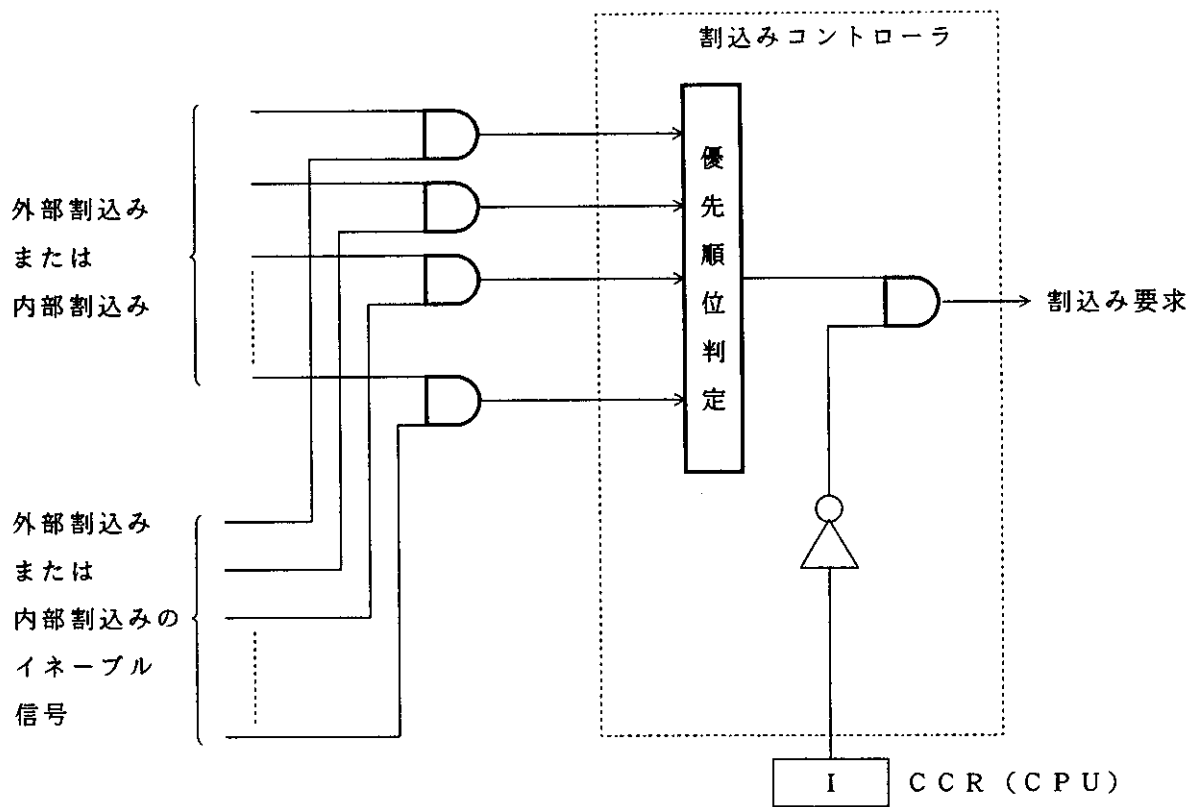 割込みコントローラ
外部割込み
または
内部割込み
優先順位判定
割込み要求
外部割込み
または
内部割込みの
イネーブル
信号
I
CCR(CPU)